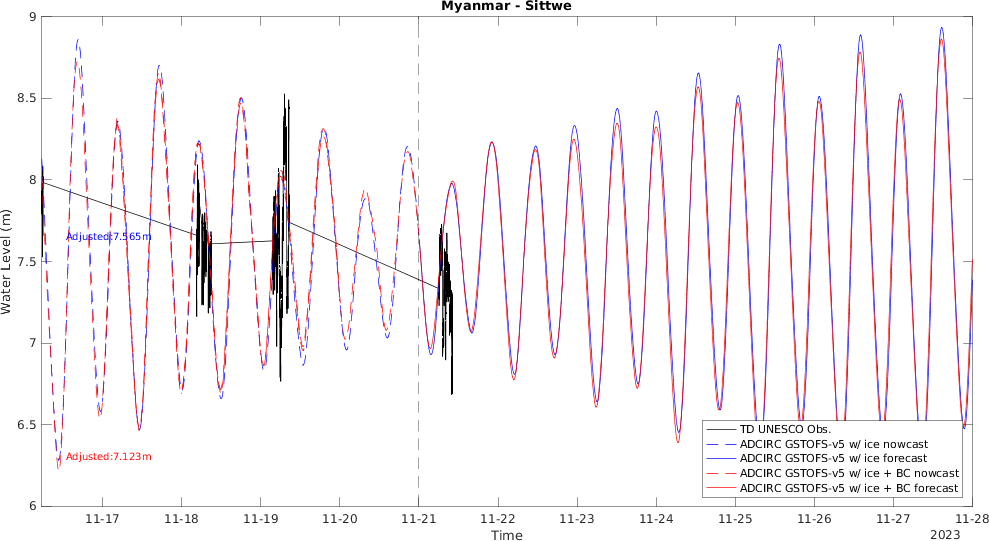 Myanmar - Sittwe
Water Level (m)
9
8.5
8
7.5
7
6.5
6
Adjusted:7.565m
Adjusted:7.123m
TD UNESCO Obs.
ADCIRC GSTOFS-v5 w/ ice nowcast
ADCIRC GSTOFS-v5 w/ ice forecast
ADCIRC GSTOFS-v5 w/ ice + BC nowcast
ADCIRC GSTOFS-v5 w/ ice + BC forecast
11-17 11-18 11-19 11-20 11-21 11-22 11-23 11-24 11-25 11-26 11-27 11-28
Time
2023